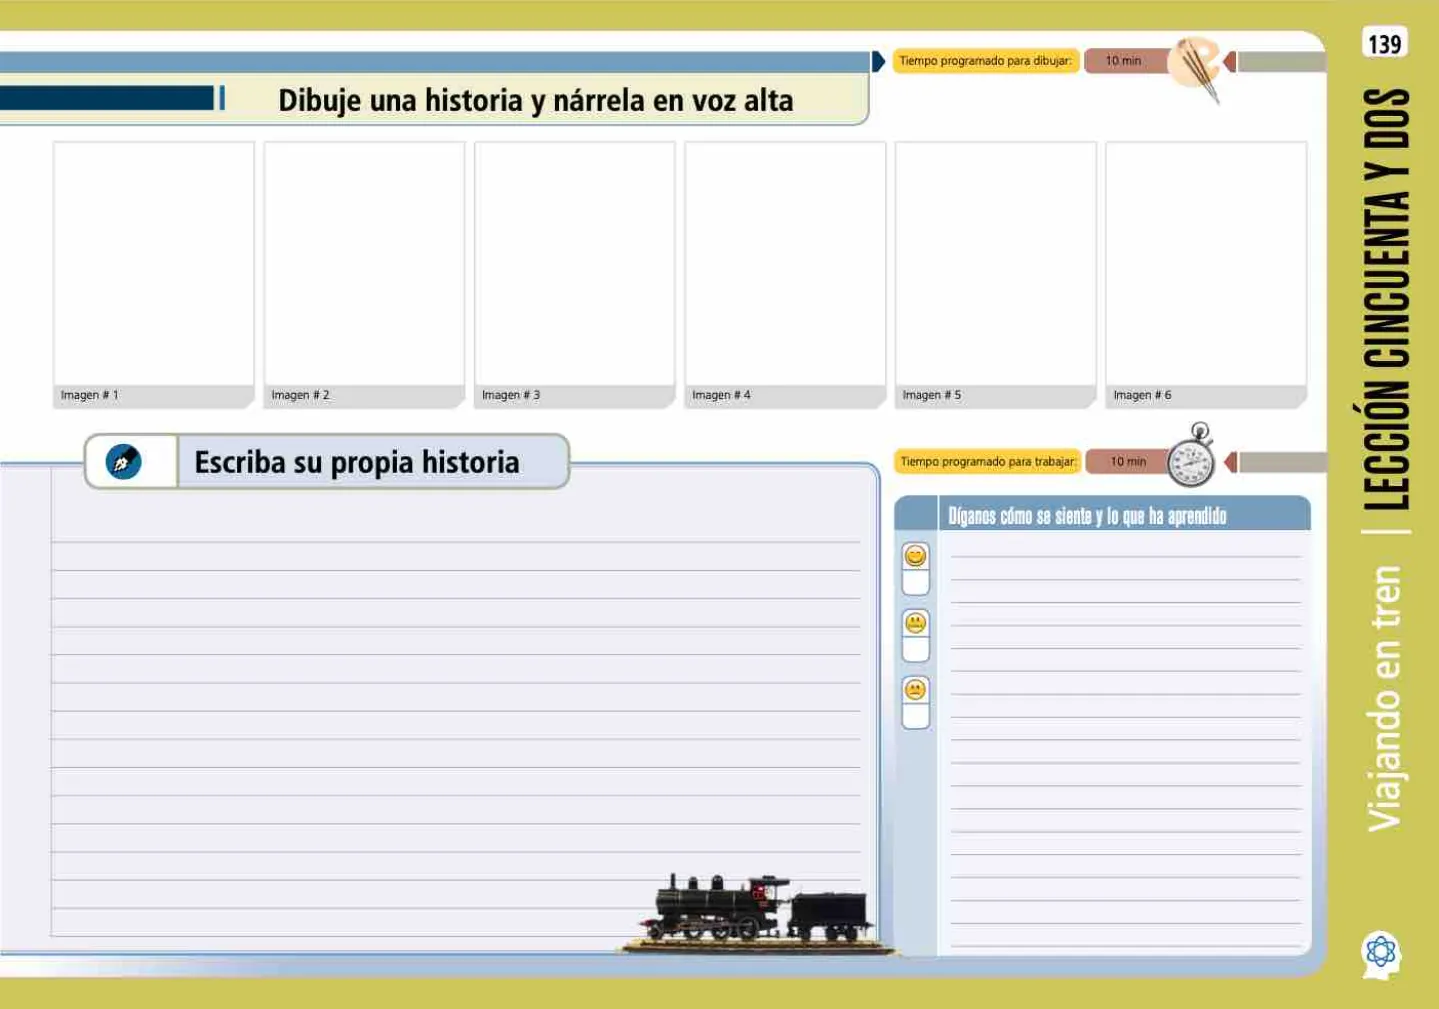 Tiempo programado para dibujar:
10 min
Dibuje una historia y nárrela en voz alta
Imagen # 1
Imagen # 2
Imagen # 3
Imagen # 4
Imagen # 5
Imagen # 6
Escriba su propia historia
Tiempo programado para trabajar:
10 min
Díganos cómo se siente y lo que ha aprendido
139
LECCIÓN CINCUENTA Y DOS
Viajando en tren